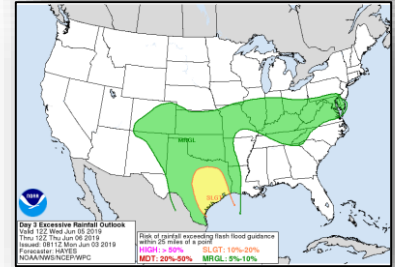 MRGL
SLGT
NOAA
Day 3 Excessive Rainfall Outlook
Valid 12Z Wed Jun 05 2019
Thru 12Z Thu Jun 06 2019
Issued: 0811Z Mon Jun 03 2019
Forecaster: HAYES
NOAA/NWS/NCEP/WPC
Risk of rainfall exceeding flash flood guidance
within 25 miles of a point
HIGH: > 50% SLGT: 10%-20%
MDT: 20%-50% MRGL: 5%-10%